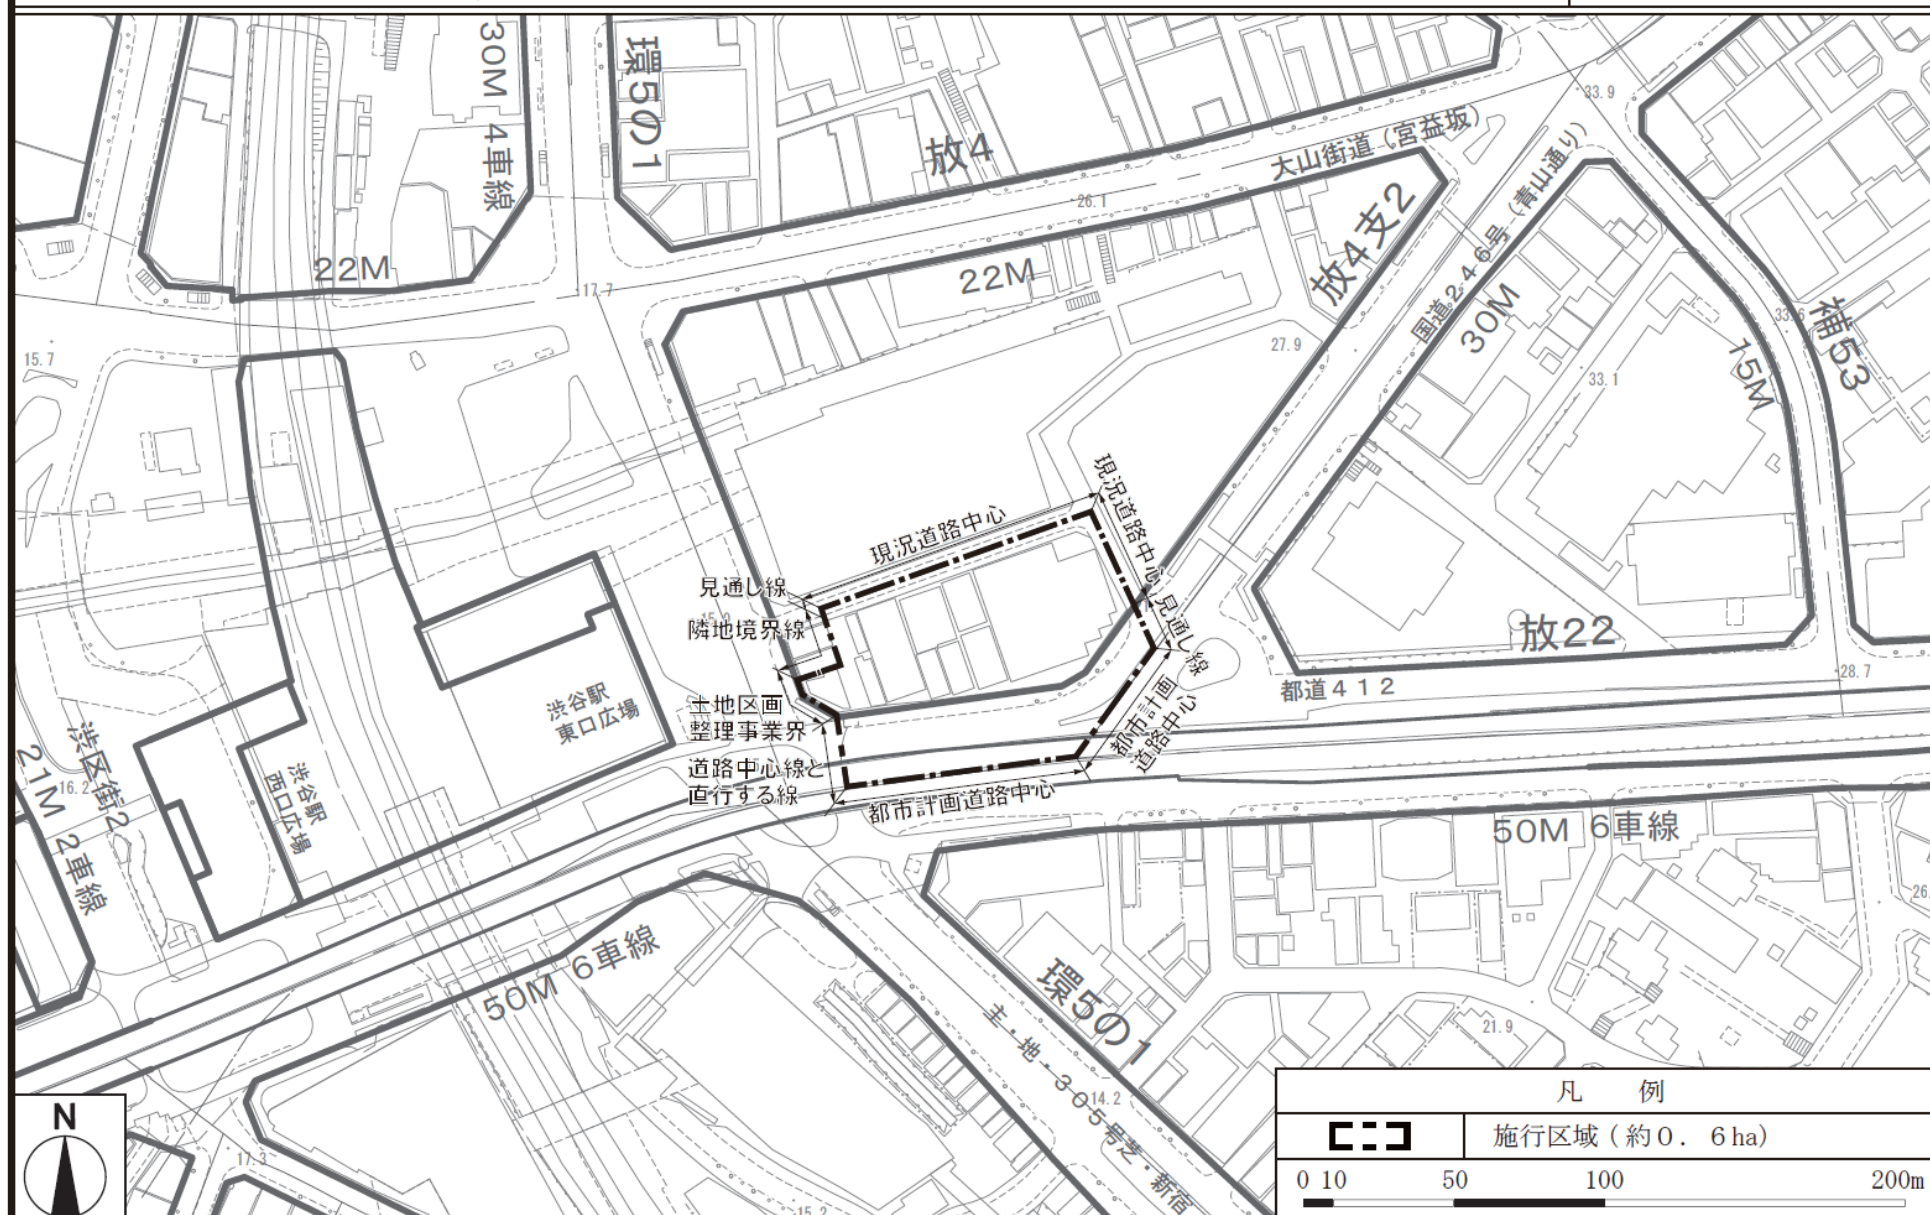 30M 4車線
環5の1
放4
大山街道（宮益坂）
33.9
26.1
22M
17.7
22M
放4支2
国道246号（青山通り）
30M
補53
33.6
15M
15.7
27.9
33.1
現況道路中心
現況道路中心
見通し線
隣地境界線
見通し線
放22
都道412
28.7
渋谷駅
東口広場
土地区画
整理事業界
都市計画
道路中心
道路中心線と
直行する線
都市計画道路中心
渋区街2
16.2
21M 2車線
渋谷駅
西口広場
50M 6車線
50M 6車線
環5の1
主・地・305号芝・新宿
14.2
21.9
17.3
15.2
N
凡 例
施行区域（約0．6ha）
0 10 50 100 200m